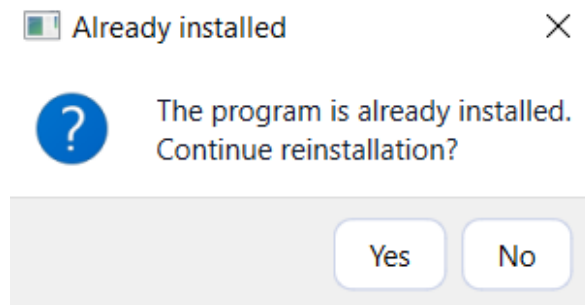 Already installed
The program is already installed.
Continue reinstallation?
Yes
No